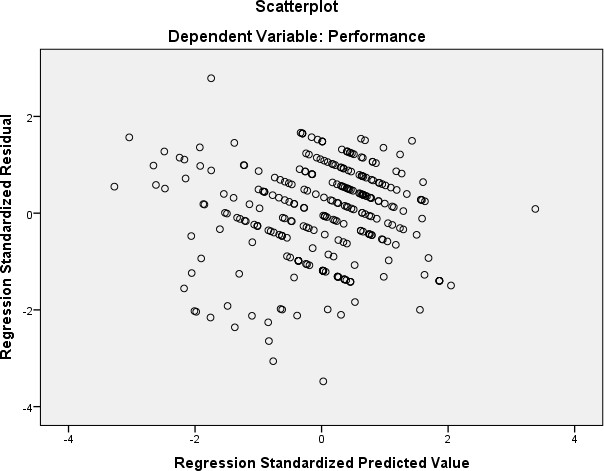 Scatterplot
Dependent Variable: Performance
Regression Standardized Residual
2
0
-2
-4
-4
-2
0
2
4
Regression Standardized Predicted Value